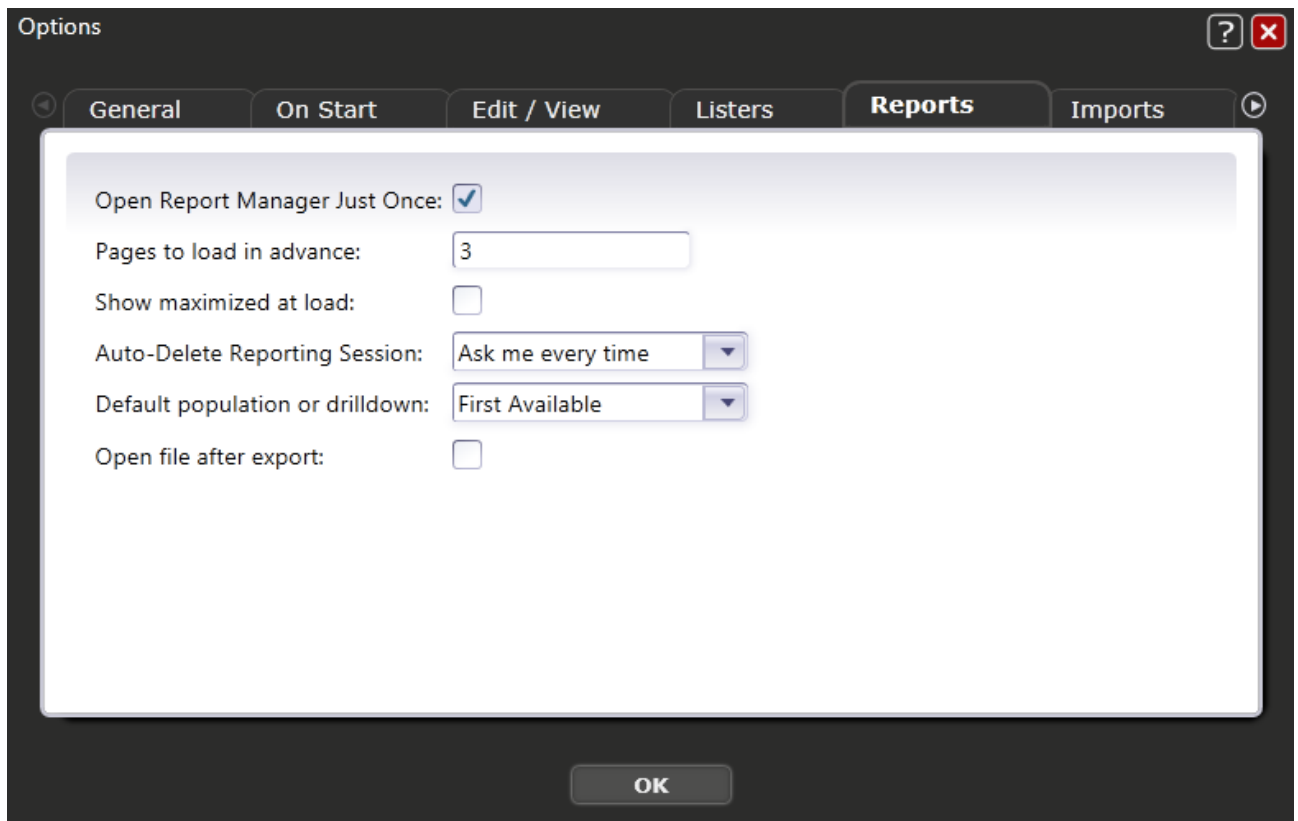 Options
?
General On Start Edit / View Listers Reports Imports
Open Report Manager Just Once:
Pages to load in advance: 3
Show maximized at load:
Auto-Delete Reporting Session: Ask me every time
Default population or drilldown: First Available
Open file after export:
OK